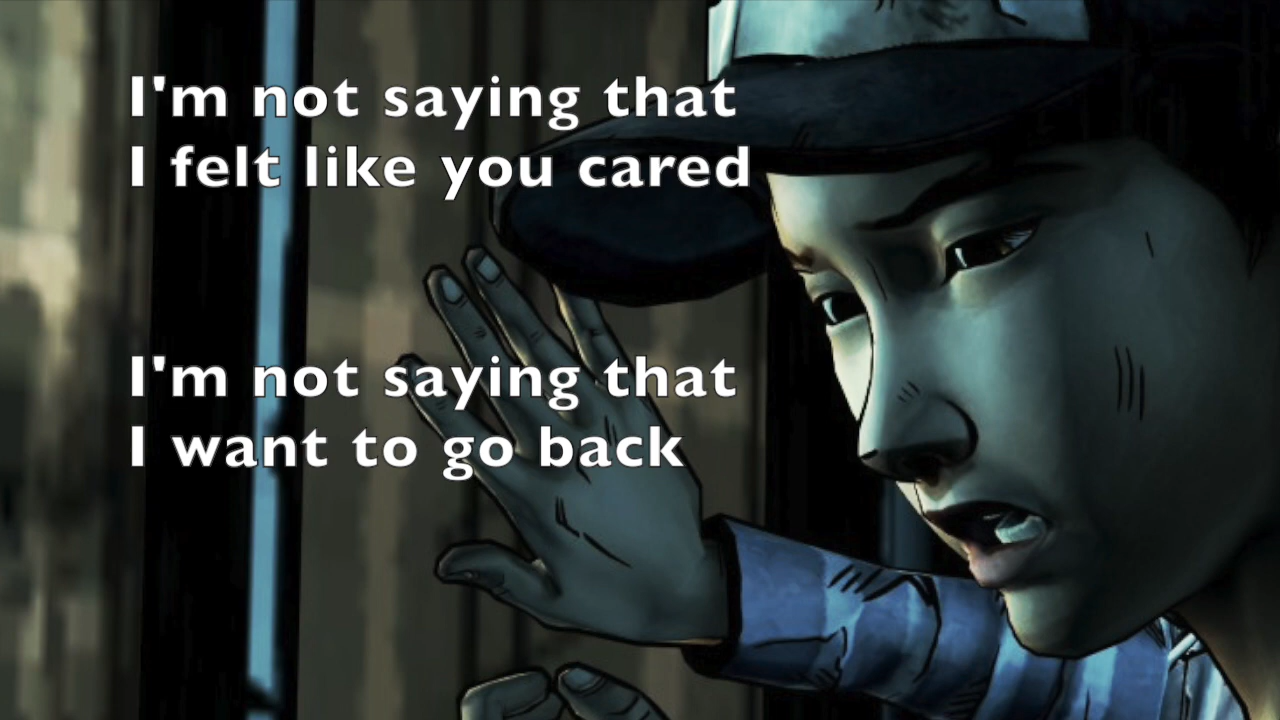 I'm not saying that
I felt like you cared
I'm not saying that
I want to go back